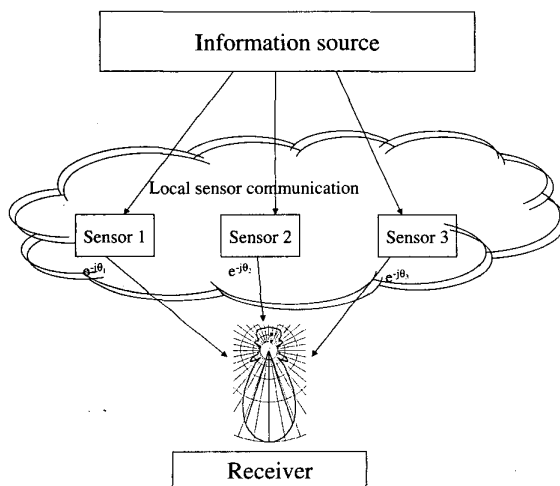 Information source
Local sensor communication
Sensor 1
Sensor 2
Sensor 3
e^-jθ₁
e^-jθ₂
e^-jθ₃
Receiver